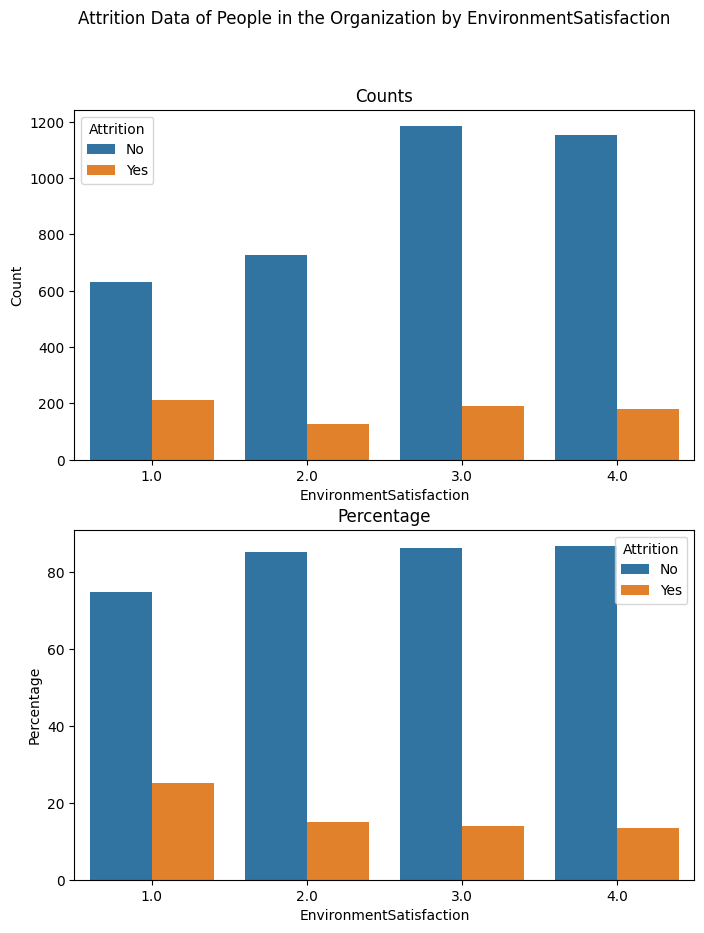 Attrition Data of People in the Organization by EnvironmentSatisfaction
Counts
Attrition
No
Yes
1200
1000
800
600
400
200
0
Count
1.0 2.0 3.0 4.0
EnvironmentSatisfaction
Percentage
Attrition
No
Yes
80
60
40
20
0
Percentage
1.0 2.0 3.0 4.0
EnvironmentSatisfaction